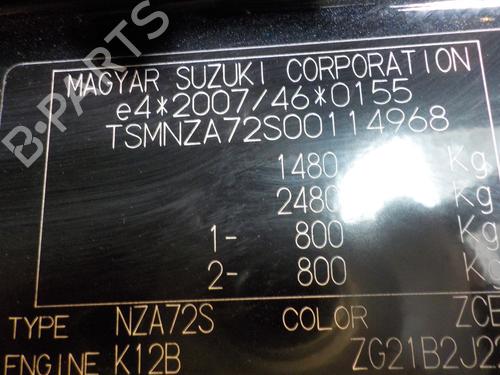 B-PARTS
MAGYAR SUZUKI CORPORATION
e4*2007/46*0155
TSMNZA72S00114968
1480 Kg
2480 Kg
1- 800 Kg
2- 800 K
TYPE NZA72S COLOR ZCE
ENGINE K12B ZG21B2J22